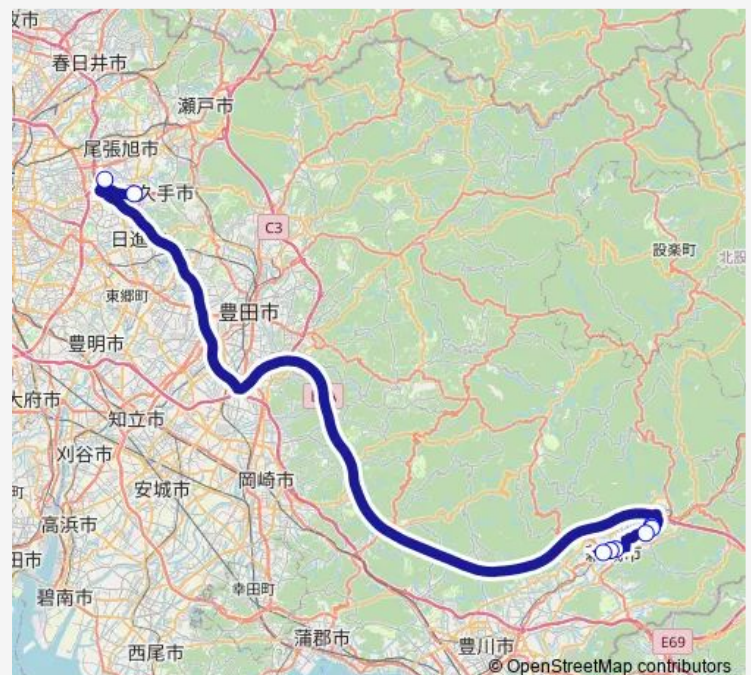 春日井市
瀬戸市
尾張旭市
久手市
日進
C3
設楽町
東郷町
豊田市
豊明市
知立市
刈谷市
岡崎市
安城市
高浜市
碧南市
幸田町
西尾市
蒲郡市
豊川市
E69
© OpenStreetMap contributors